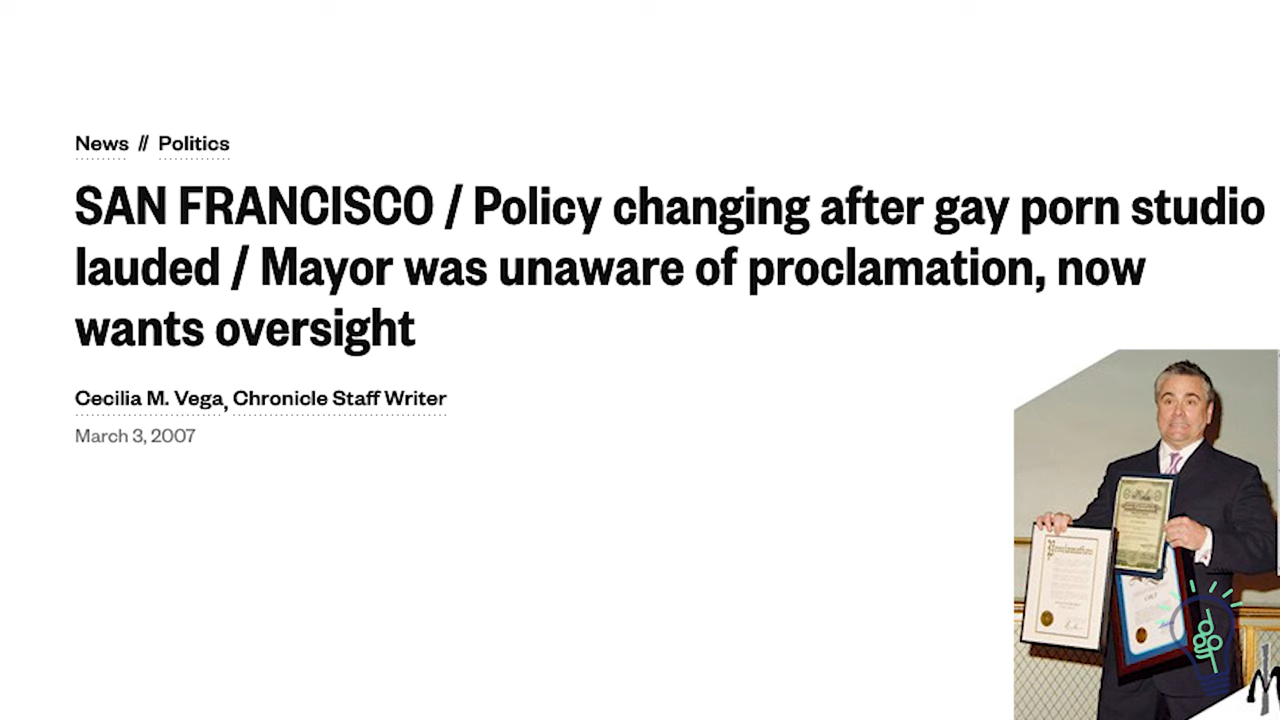 News // Politics
SAN FRANCISCO / Policy changing after gay porn studio
lauded / Mayor was unaware of proclamation, now
wants oversight
Cecilia M. Vega, Chronicle Staff Writer
March 3, 2007
Proclamation